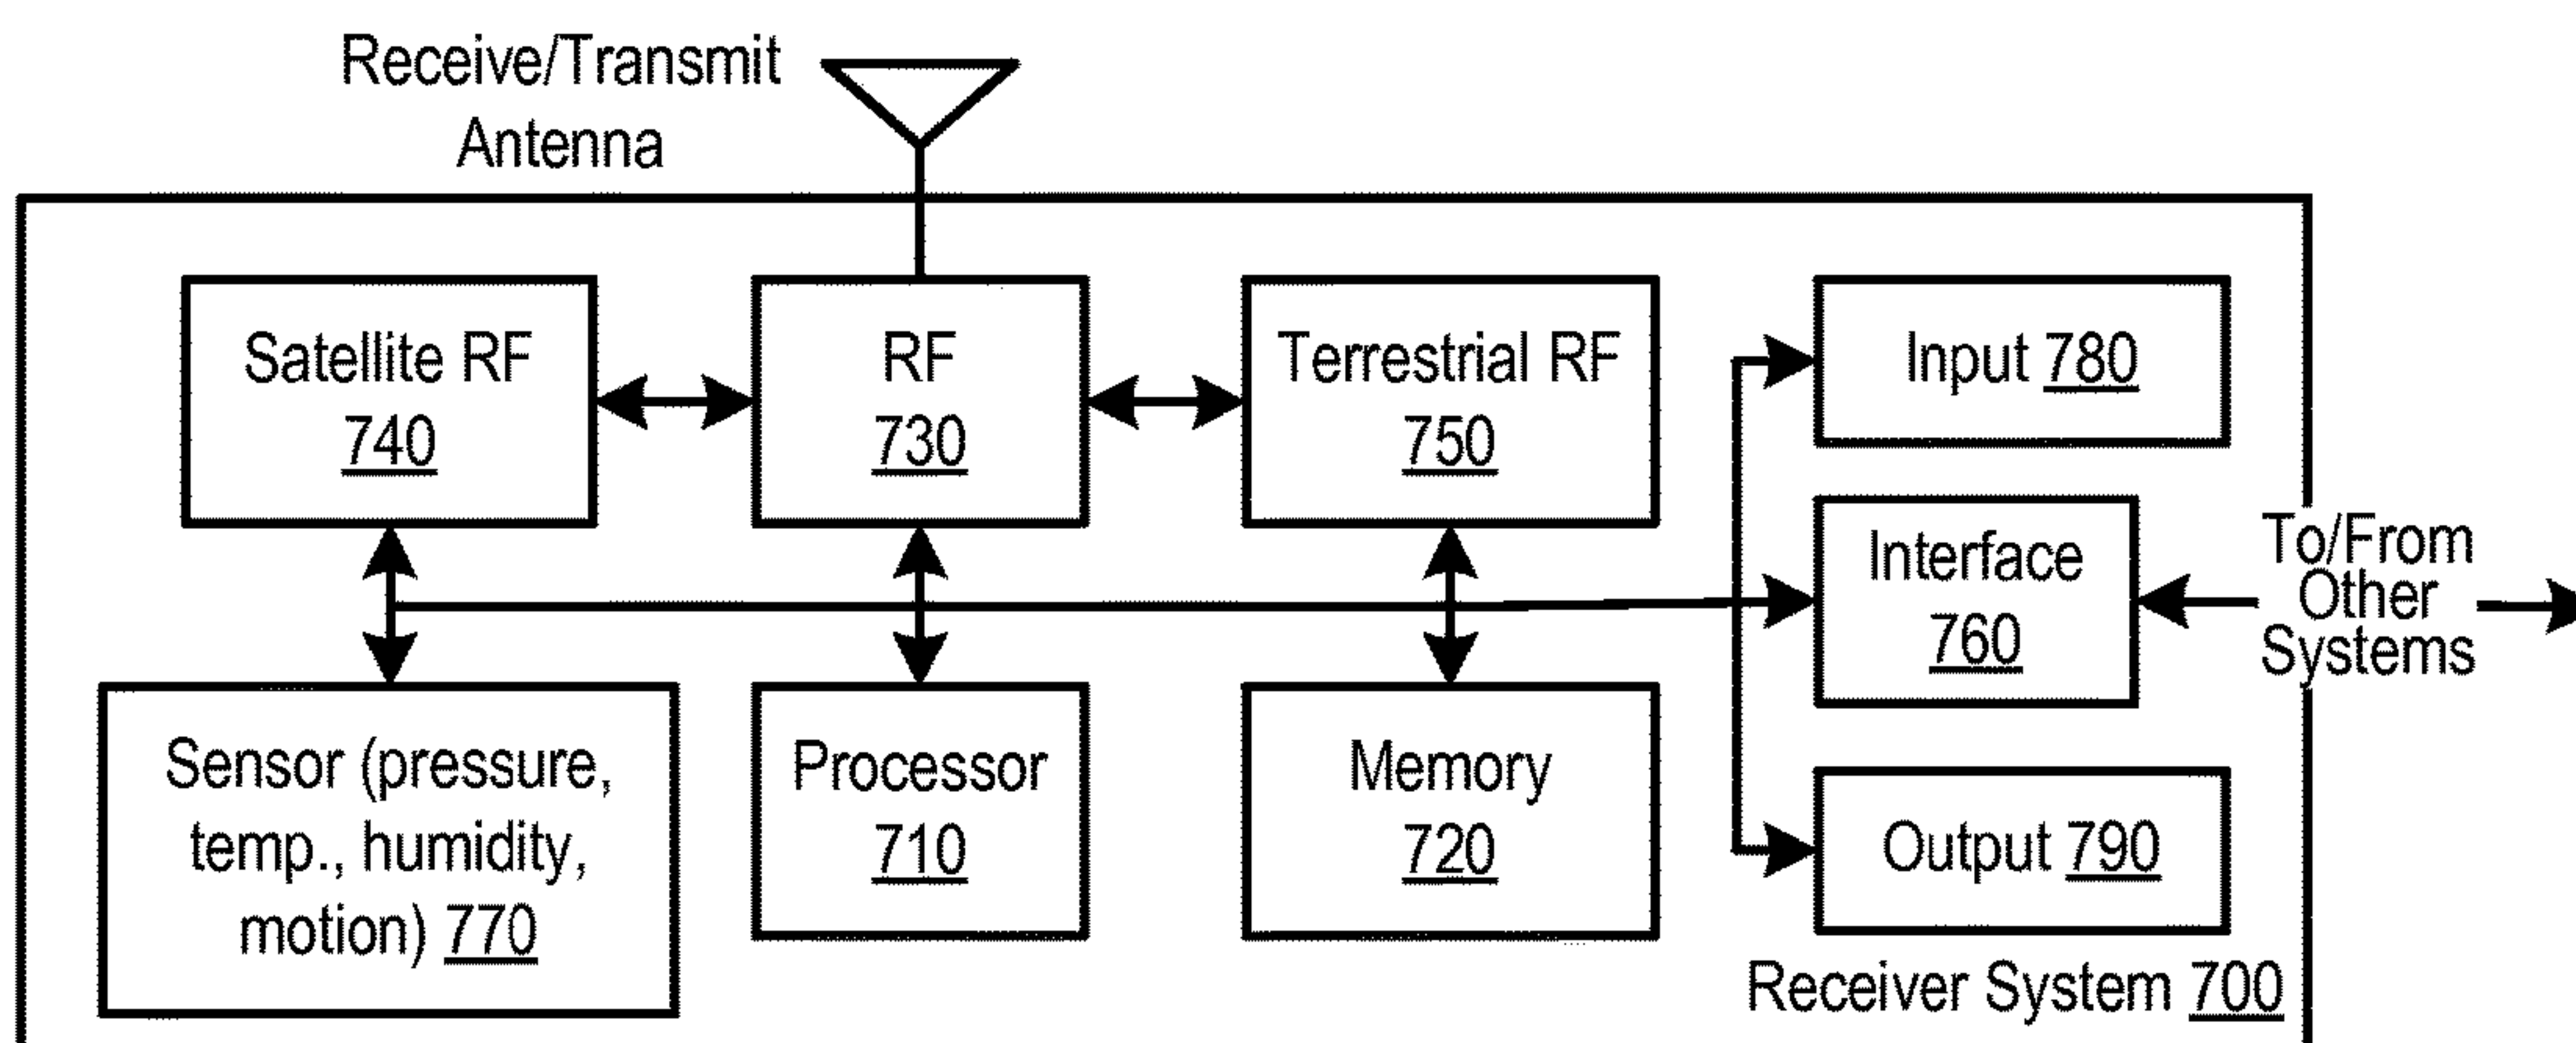 Receive/Transmit
Antenna
Satellite RF
740
RF
730
Terrestrial RF
750
Input 780
Interface
760
To/From
Other
Systems
Sensor (pressure,
temp., humidity,
motion) 770
Processor
710
Memory
720
Output 790
Receiver System 700